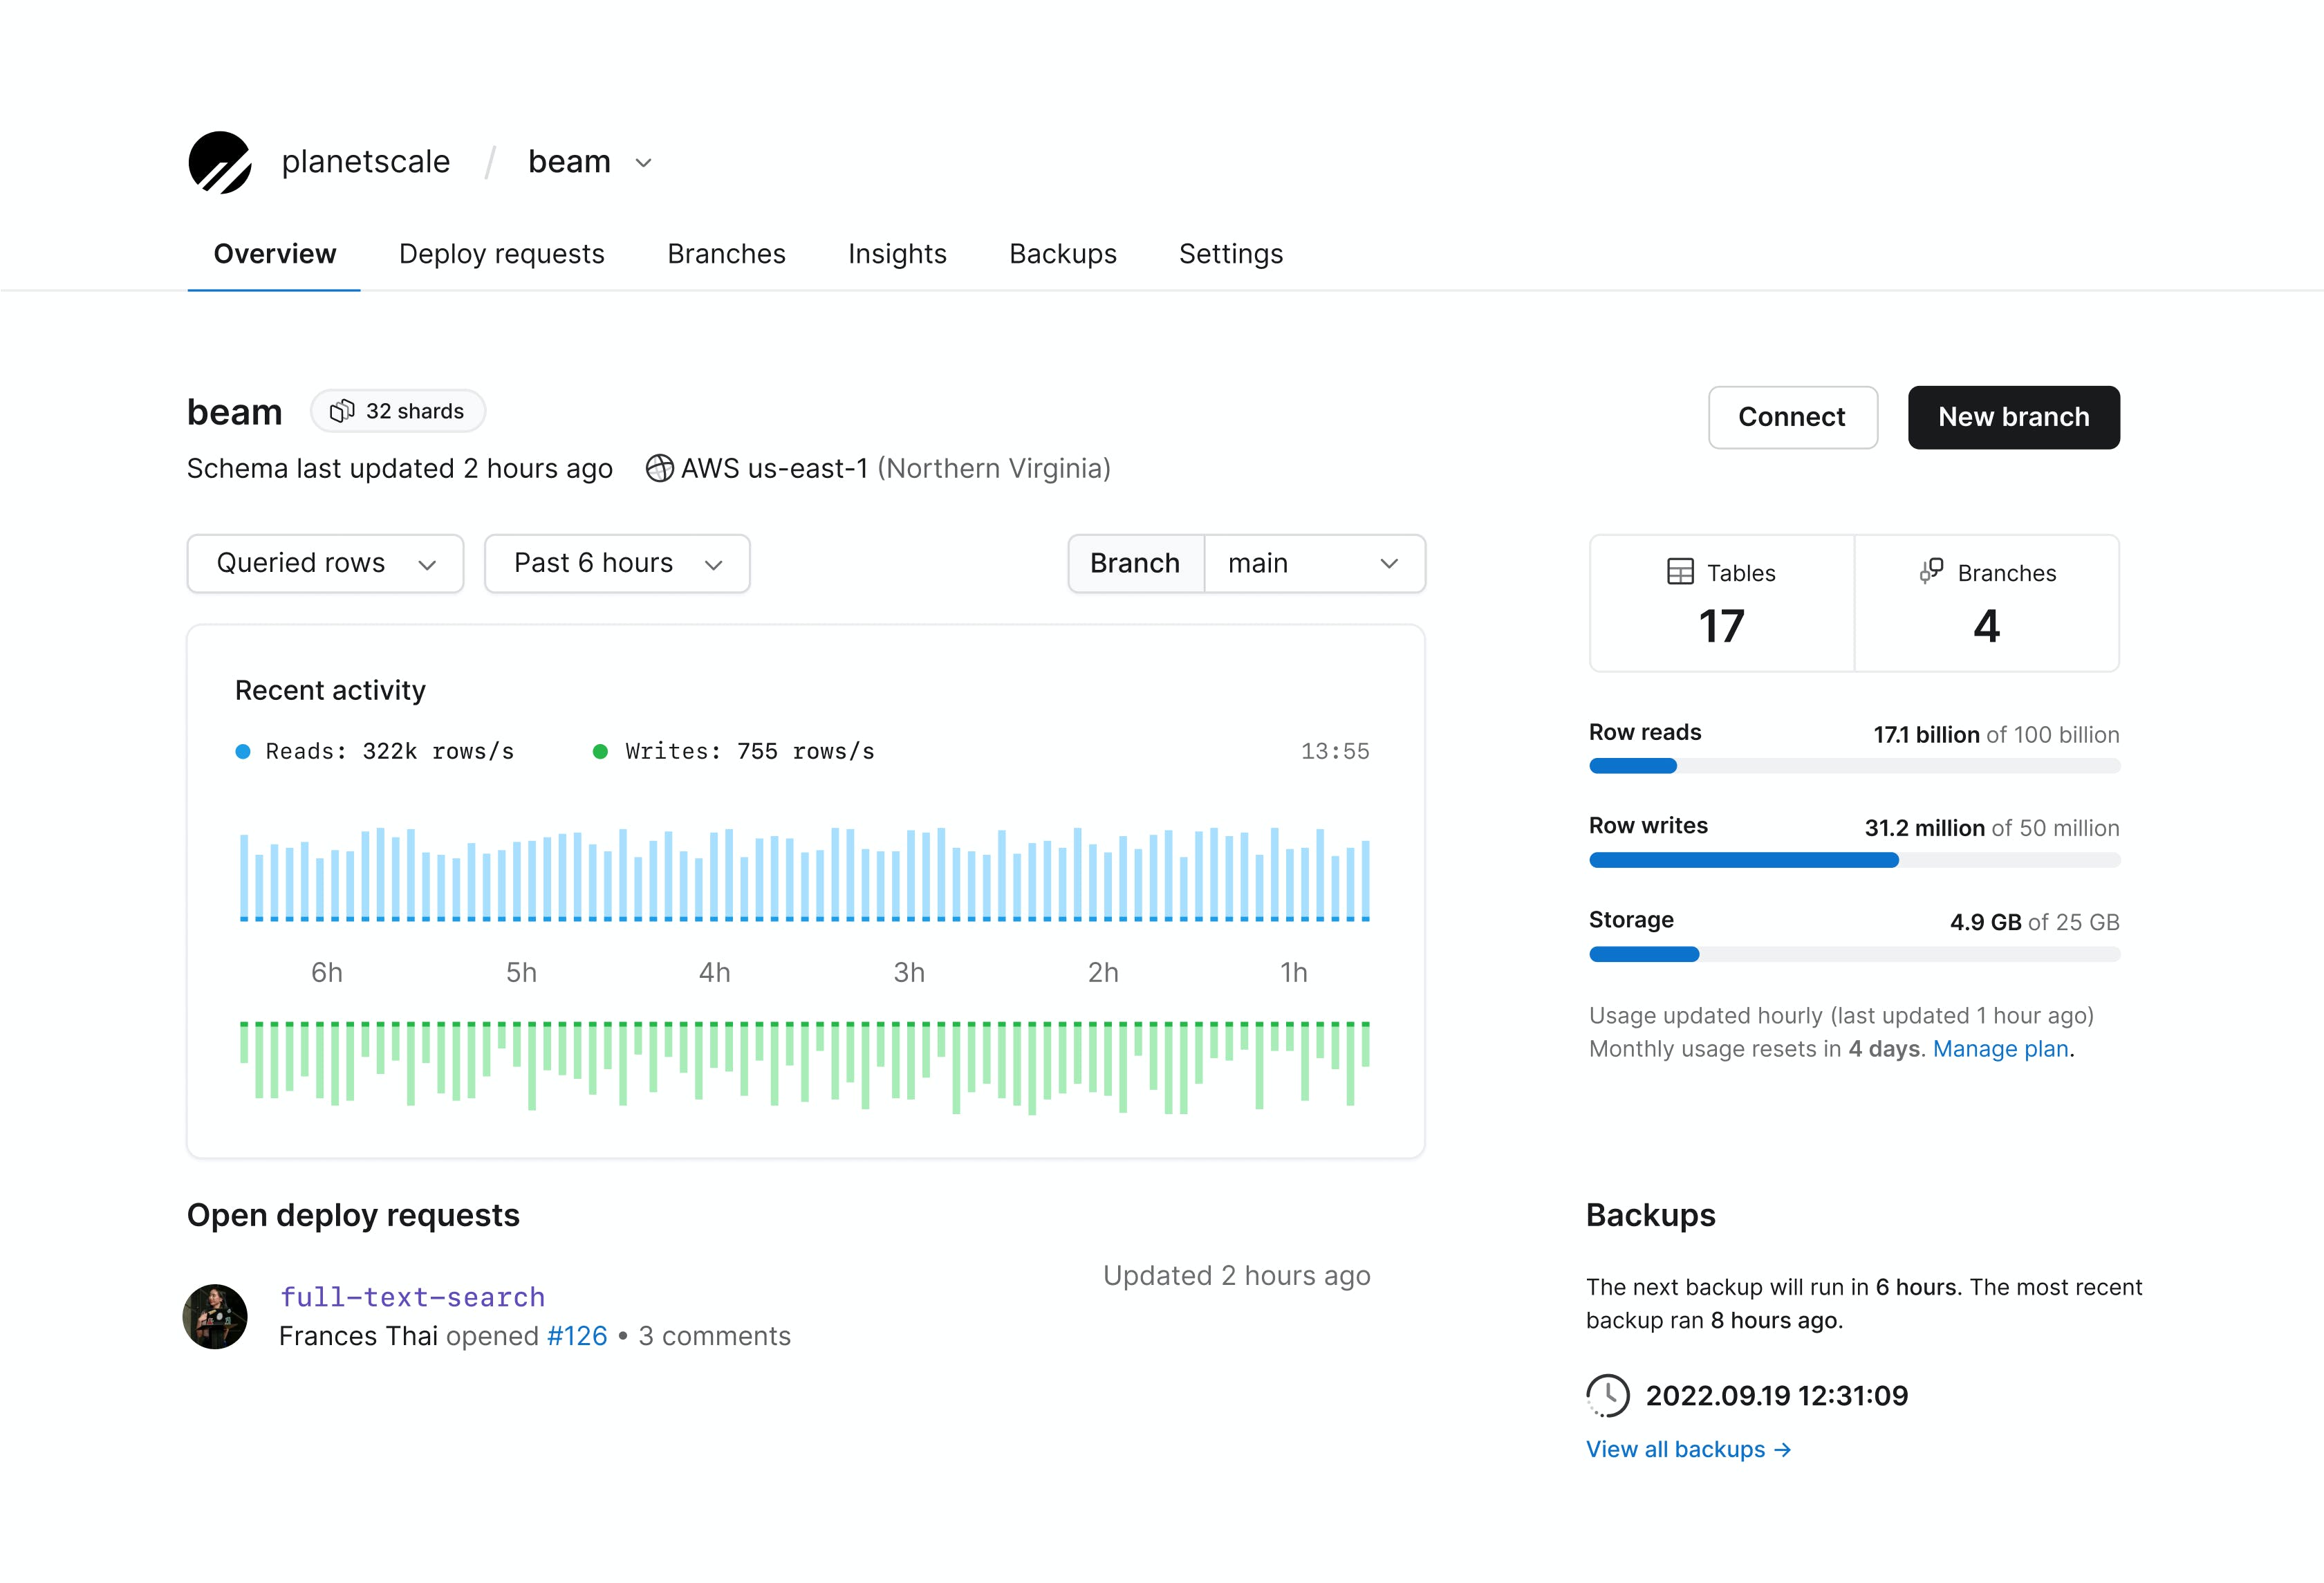 planetscale / beam
Overview Deploy requests Branches Insights Backups Settings
beam 32 shards
Schema last updated 2 hours ago AWS us-east-1 (Northern Virginia)
Connect New branch
Queried rows Past 6 hours Branch main
Recent activity
Reads: 322k rows/s Writes: 755 rows/s 13:55
6h 5h 4h 3h 2h 1h
Tables Branches
17 4
Row reads 17.1 billion of 100 billion
Row writes 31.2 million of 50 million
Storage 4.9 GB of 25 GB
Usage updated hourly (last updated 1 hour ago)
Monthly usage resets in 4 days. Manage plan.
Open deploy requests
full-text-search Updated 2 hours ago
Frances Thai opened #126 • 3 comments
Backups
The next backup will run in 6 hours. The most recent
backup ran 8 hours ago.
2022.09.19 12:31:09
View all backups →